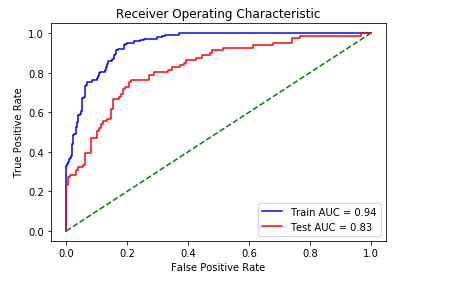 Receiver Operating Characteristic
1.0
0.8
0.6
0.4
0.2
0.0
True Positive Rate
Train AUC = 0.94
Test AUC = 0.83
0.0 0.2 0.4 0.6 0.8 1.0
False Positive Rate